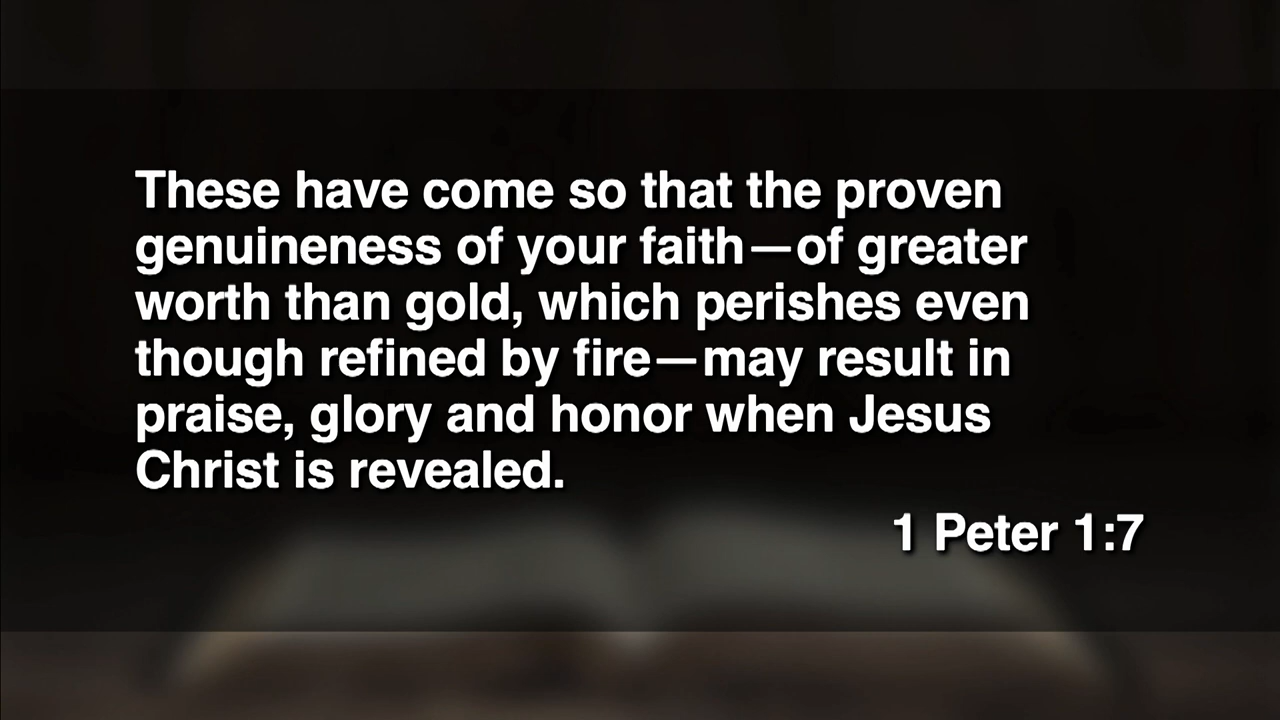 These have come so that the proven
genuineness of your faith—of greater
worth than gold, which perishes even
though refined by fire—may result in
praise, glory and honor when Jesus
Christ is revealed.
1 Peter 1:7